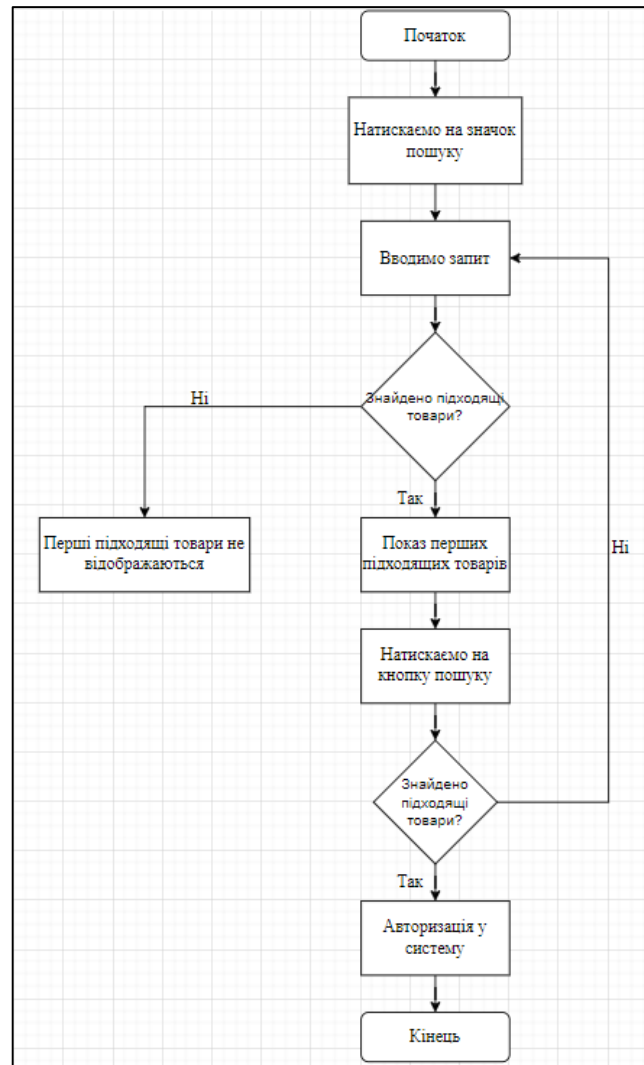 Початок
Натискаємо на значок
пошуку
Вводимо запит
Знайдено підходящі
товари?
Ні
Так
Перші підходящі товари не
відображаються
Показ перших
підходящих товарів
Ні
Натискаємо на
кнопку пошуку
Знайдено
підходящі
товари?
Так
Авторизація у
систему
Кінець